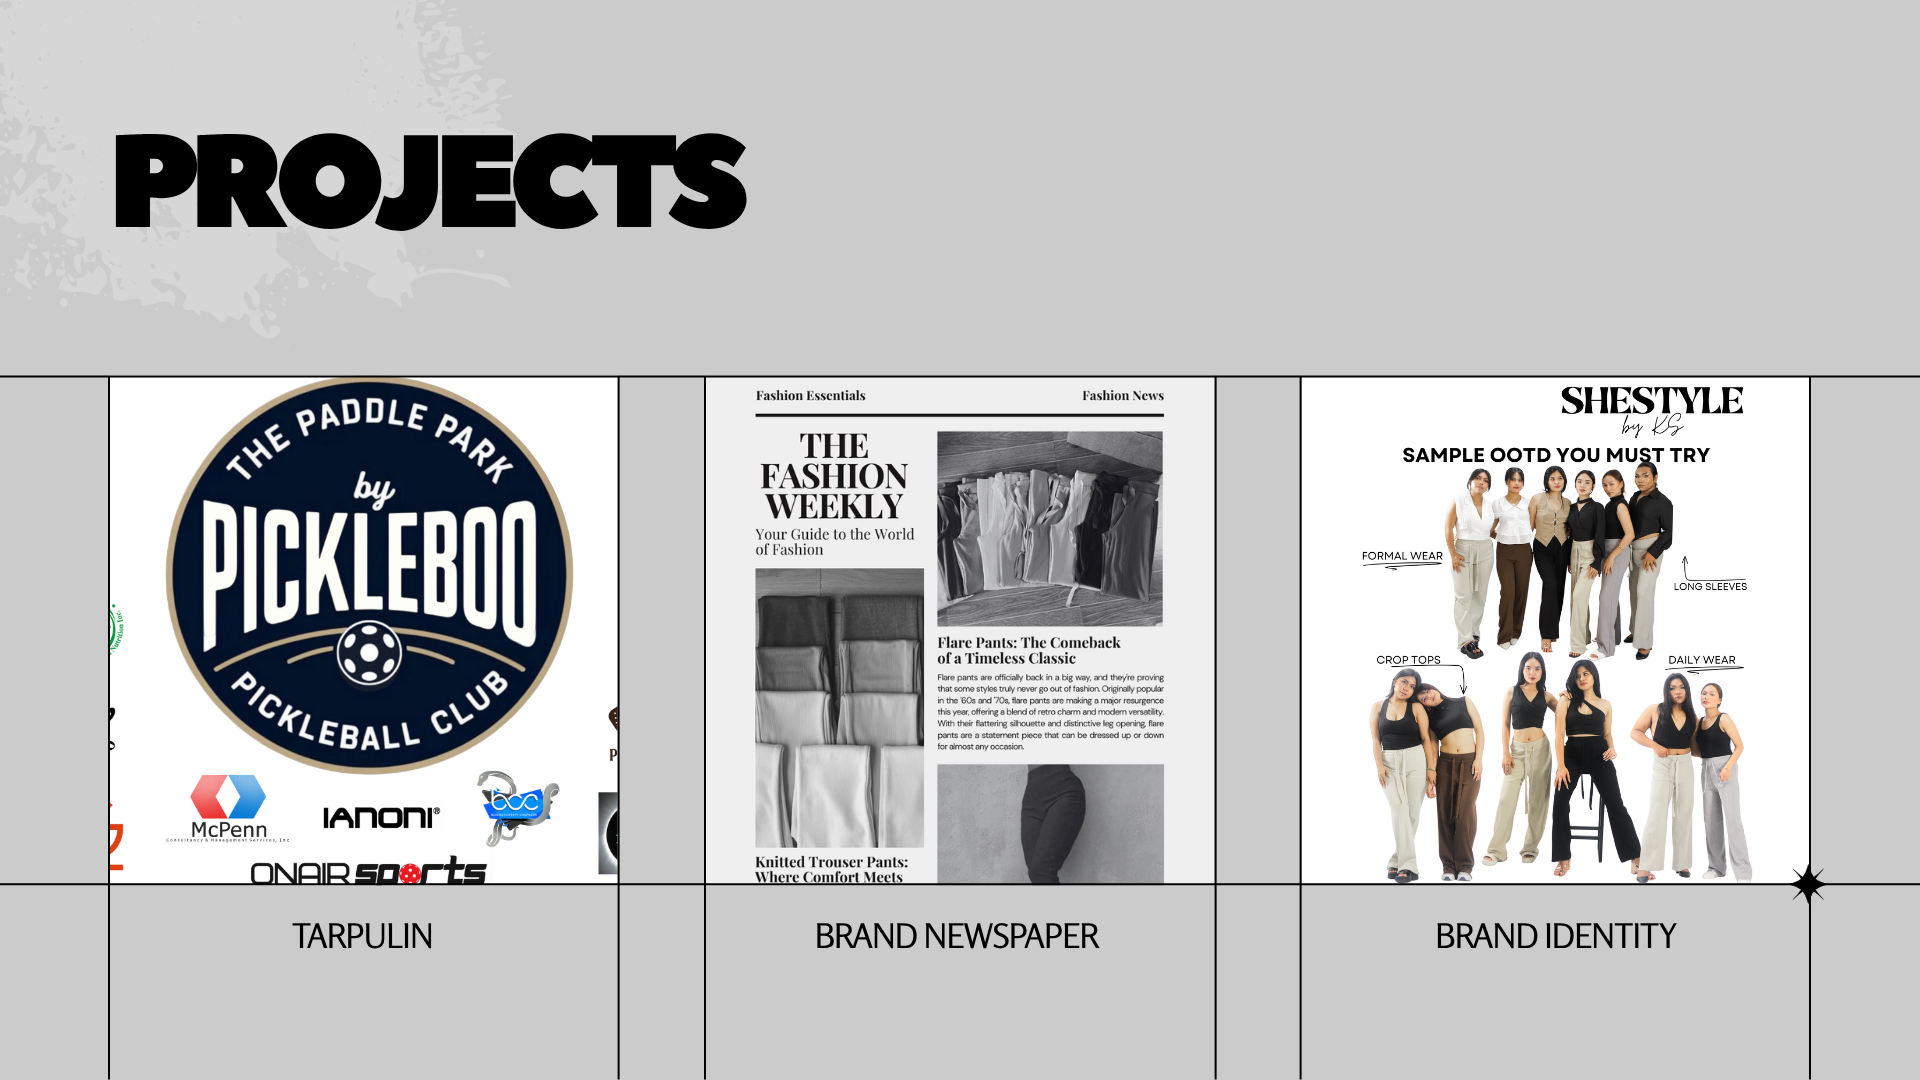 PROJECTS
THE PADDLE PARK
by
PICKLEBOO
PICKLEBALL CLUB
Nutrition Inc.
McPenn
Consultancy & Management Services, Inc
IANONI®
boc
ONAIR sports
p
TARPULIN
Fashion Essentials
Fashion News
THE
FASHION
WEEKLY
Your Guide to the World
of Fashion
Flare Pants: The Comeback
of a Timeless Classic
Flare pants are officially back in a big way, and they're proving
that some styles truly never go out of fashion. Originally popular
in the '60s and '70s, flare pants are making a major resurgence
this year, offering a blend of retro charm and modern versatility.
With their flattering silhouette and distinctive leg opening, flare
pants are a statement piece that can be dressed up or down
for almost any occasion.
Knitted Trouser Pants:
Where Comfort Meets
BRAND NEWSPAPER
SHESTYLE
by KS
SAMPLE OOTD YOU MUST TRY
FORMAL WEAR
LONG SLEEVES
CROP TOPS
DAILY WEAR
BRAND IDENTITY